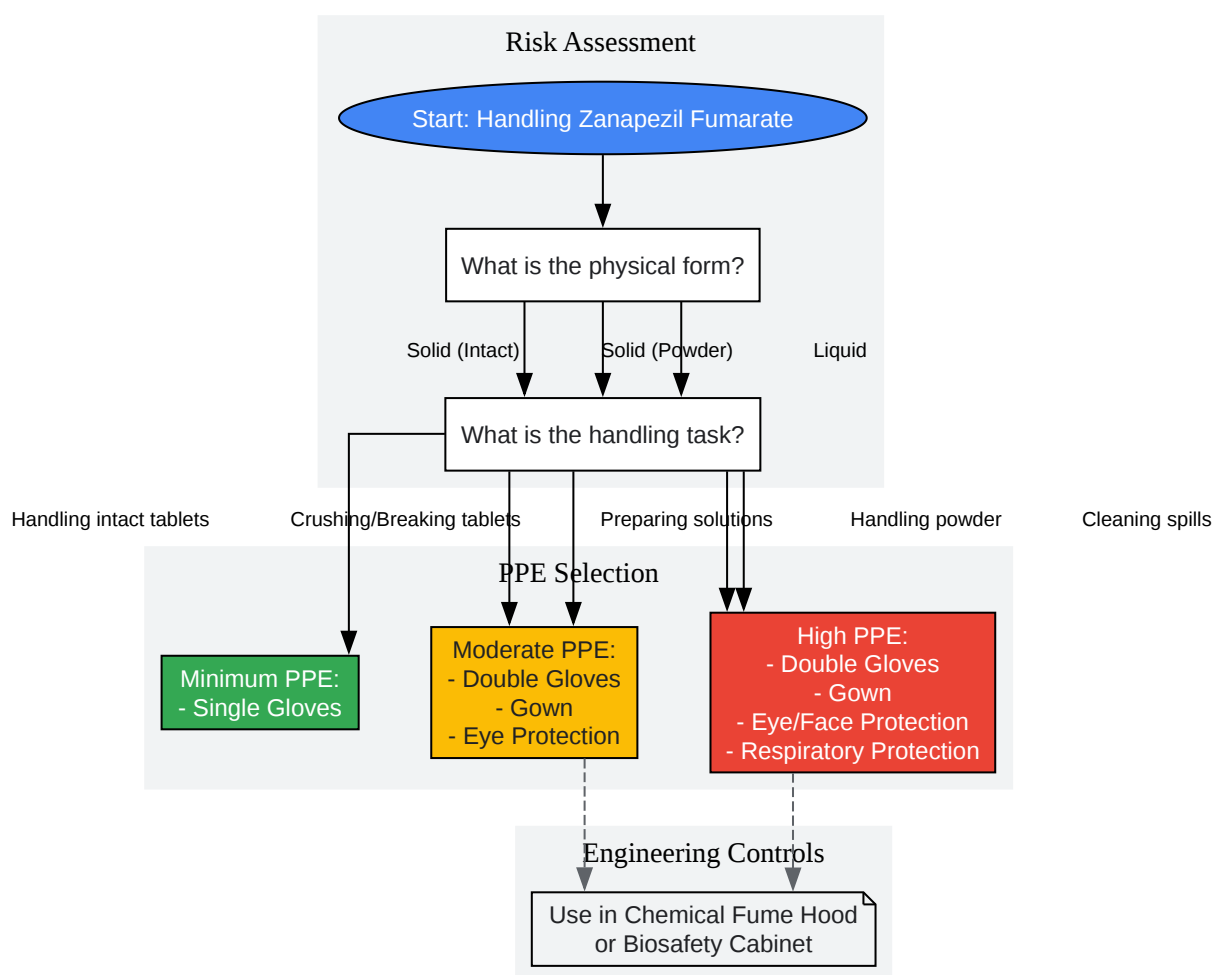 Risk Assessment
Start: Handling Zanapezil Fumarate
What is the physical form?
Solid (Intact)
Solid (Powder)
Liquid
What is the handling task?
Handling intact tablets
Crushing/Breaking tablets
Preparing solutions
Handling powder
Cleaning spills
PPE Selection
Minimum PPE:
- Single Gloves
Moderate PPE:
- Double Gloves
- Gown
- Eye Protection
High PPE:
- Double Gloves
- Gown
- Eye/Face Protection
- Respiratory Protection
Engineering Controls
Use in Chemical Fume Hood
or Biosafety Cabinet